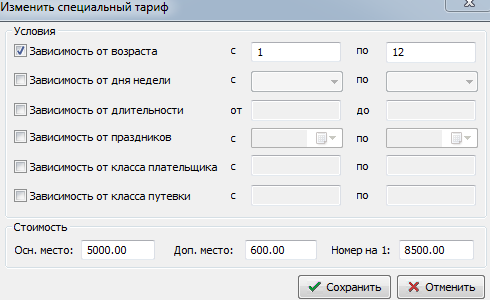 Изменить специальный тариф
Условия
Зависимость от возраста с 1 по 12
Зависимость от дня недели с по
Зависимость от длительности от до
Зависимость от праздников с по
Зависимость от класса плательщика с по
Зависимость от класса путевки с по
Стоимость
Осн. место: 5000.00 Доп. место: 600.00 Номер на 1: 8500.00
Сохранить Отменить